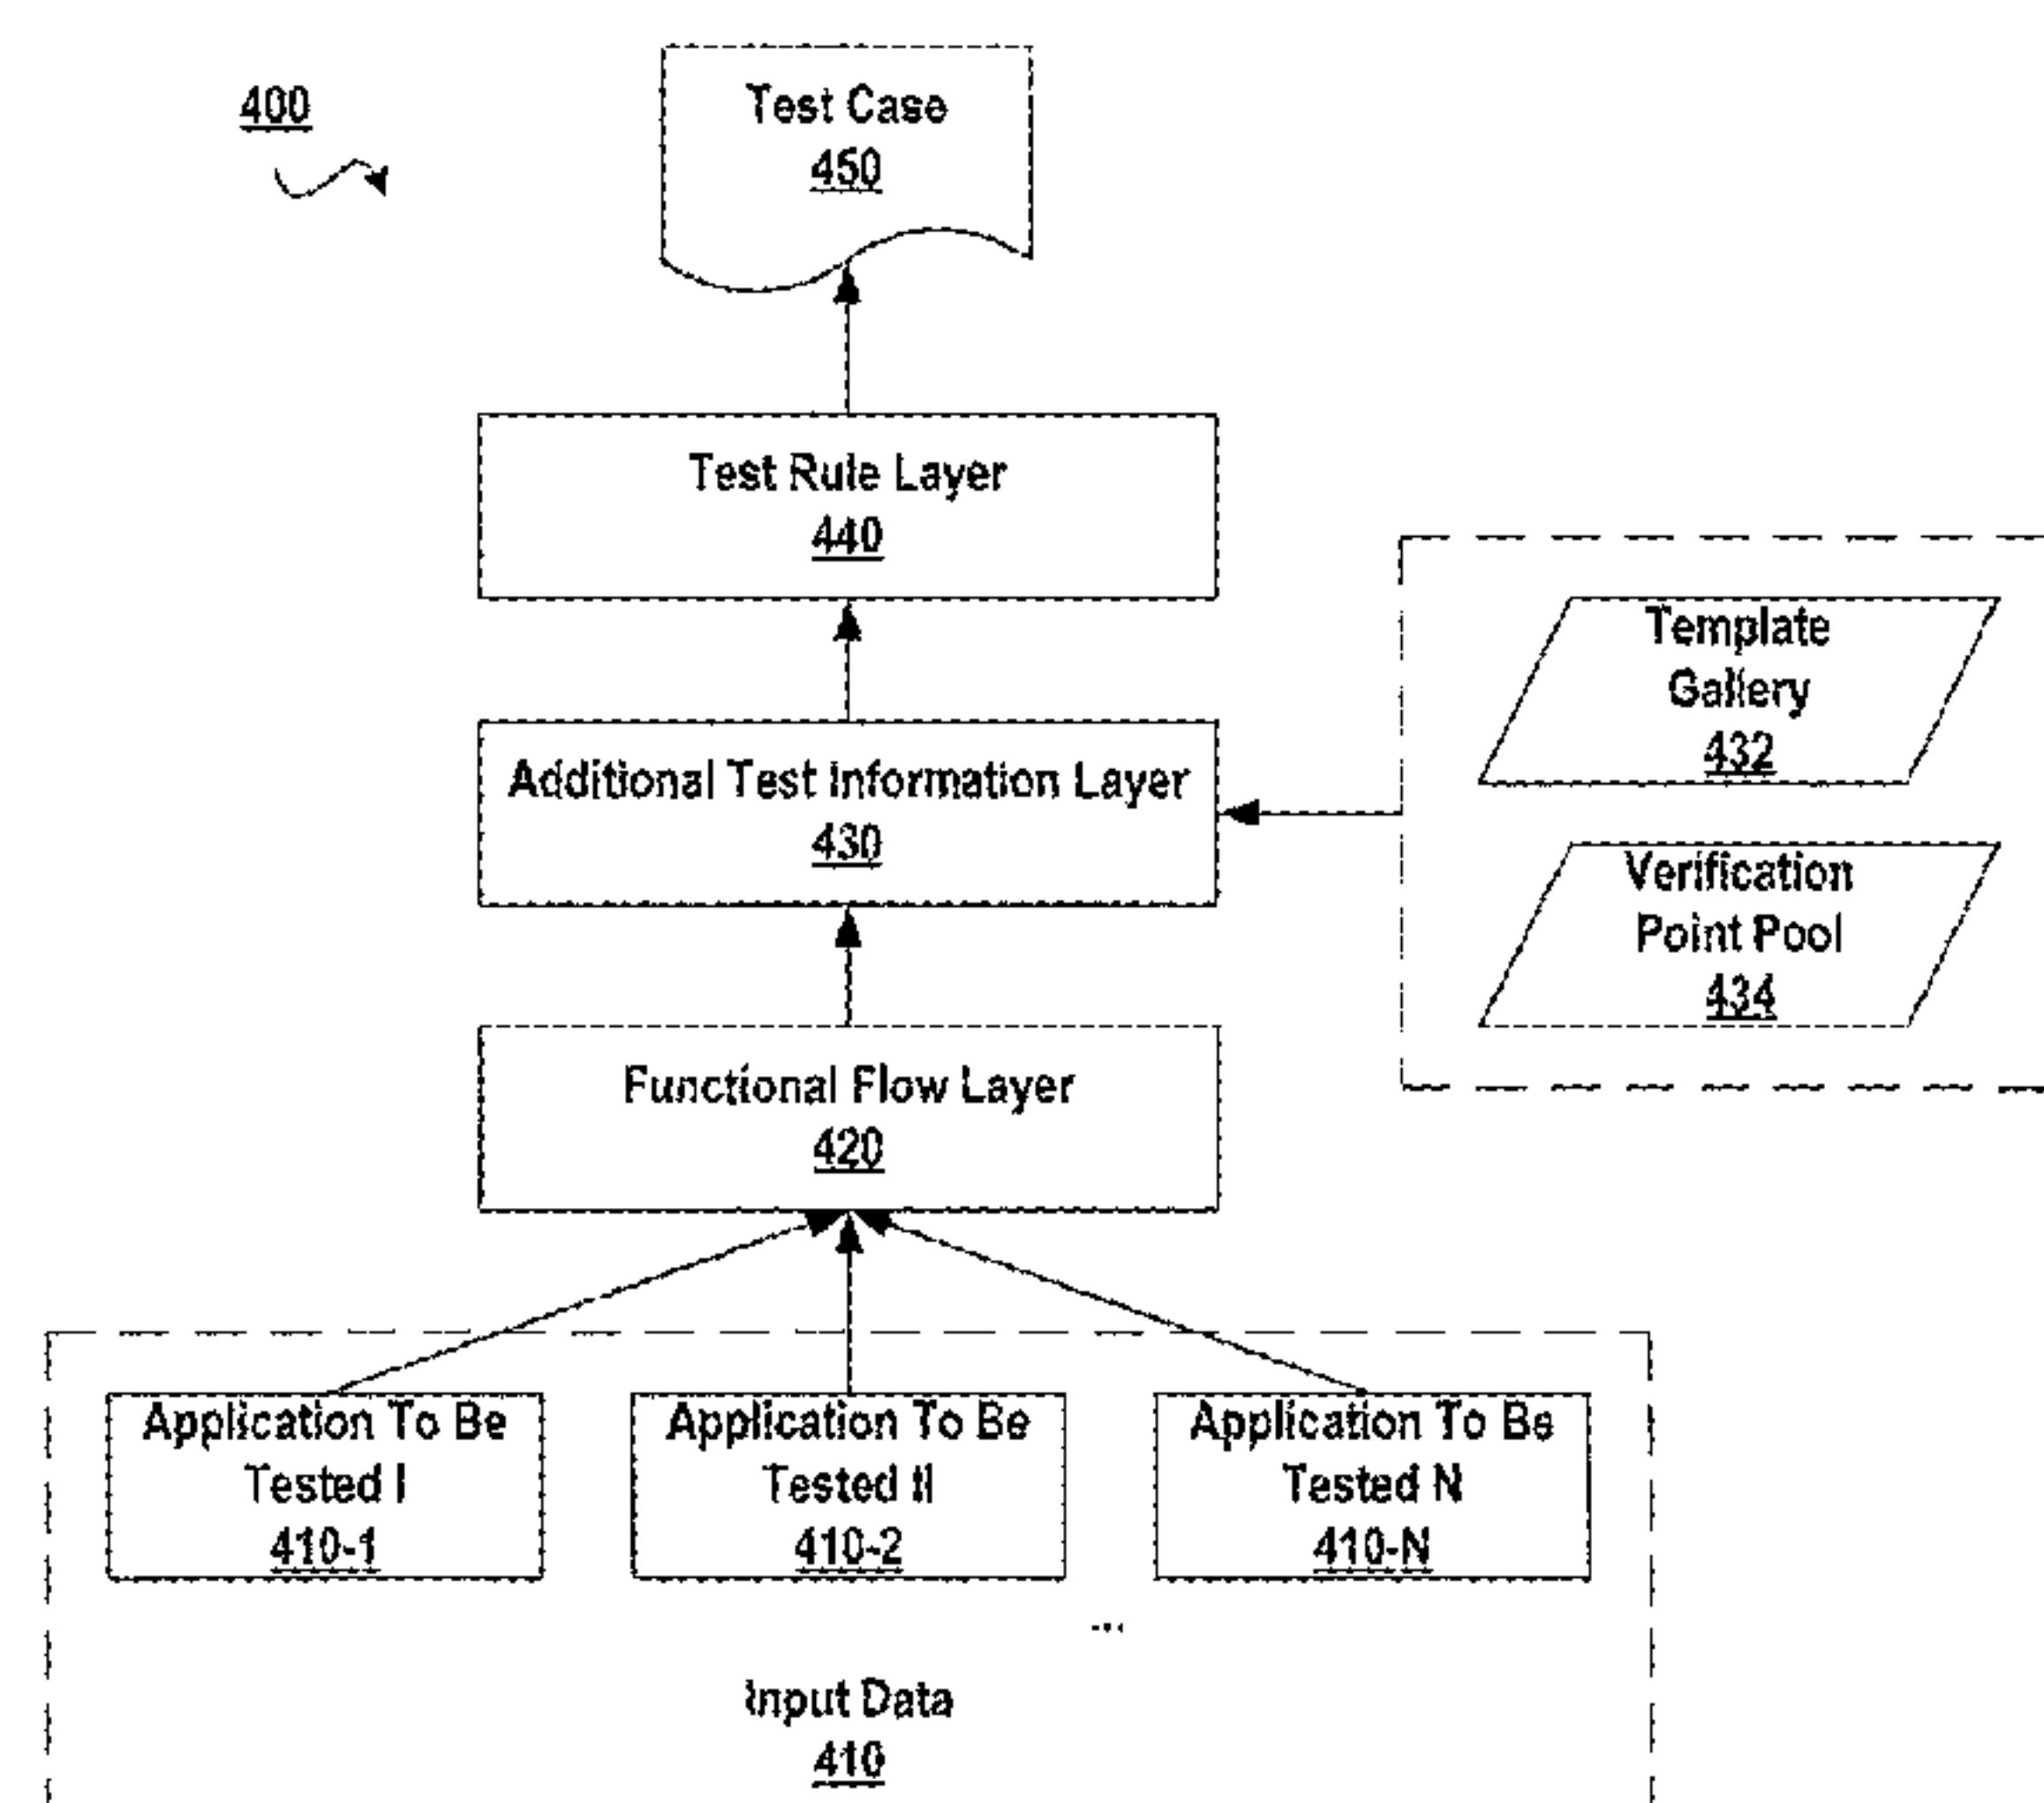 400
Test Case
450
Test Rule Layer
440
Template
Gallery
432
Additional Test Information Layer
430
Verification
Point Pool
434
Functional Flow Layer
420
Application To Be
Tested I
410-1
Application To Be
Tested II
410-2
Application To Be
Tested N
410-N
...
Input Data
410